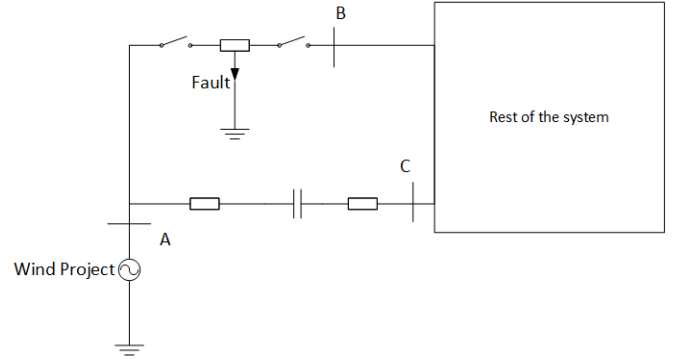 B
Fault
Rest of the system
C
A
Wind Project